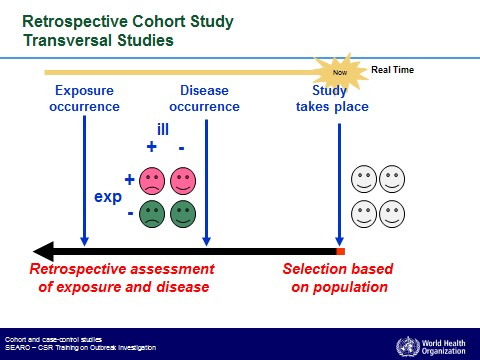 Retrospective Cohort Study
Transversal Studies
Now
Real Time
Exposure
occurrence
Disease
occurrence
Study
takes place
ill
+ -
+
exp
-
Retrospective assessment
of exposure and disease
Selection based
on population
Cohort and case-control studies
SEARO – CSR Training on Outbreak Investigation
World Health
Organization